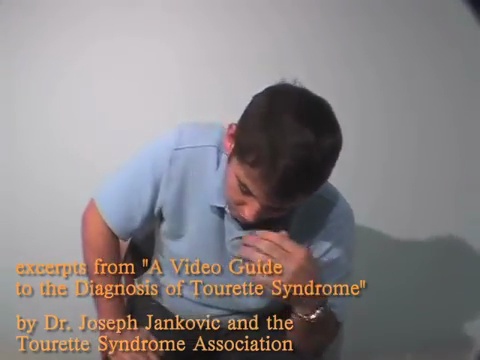 excerpts from "A Video Guide
to the Diagnosis of Tourette Syndrome"
by Dr. Joseph Jankovic and the
Tourette Syndrome Association